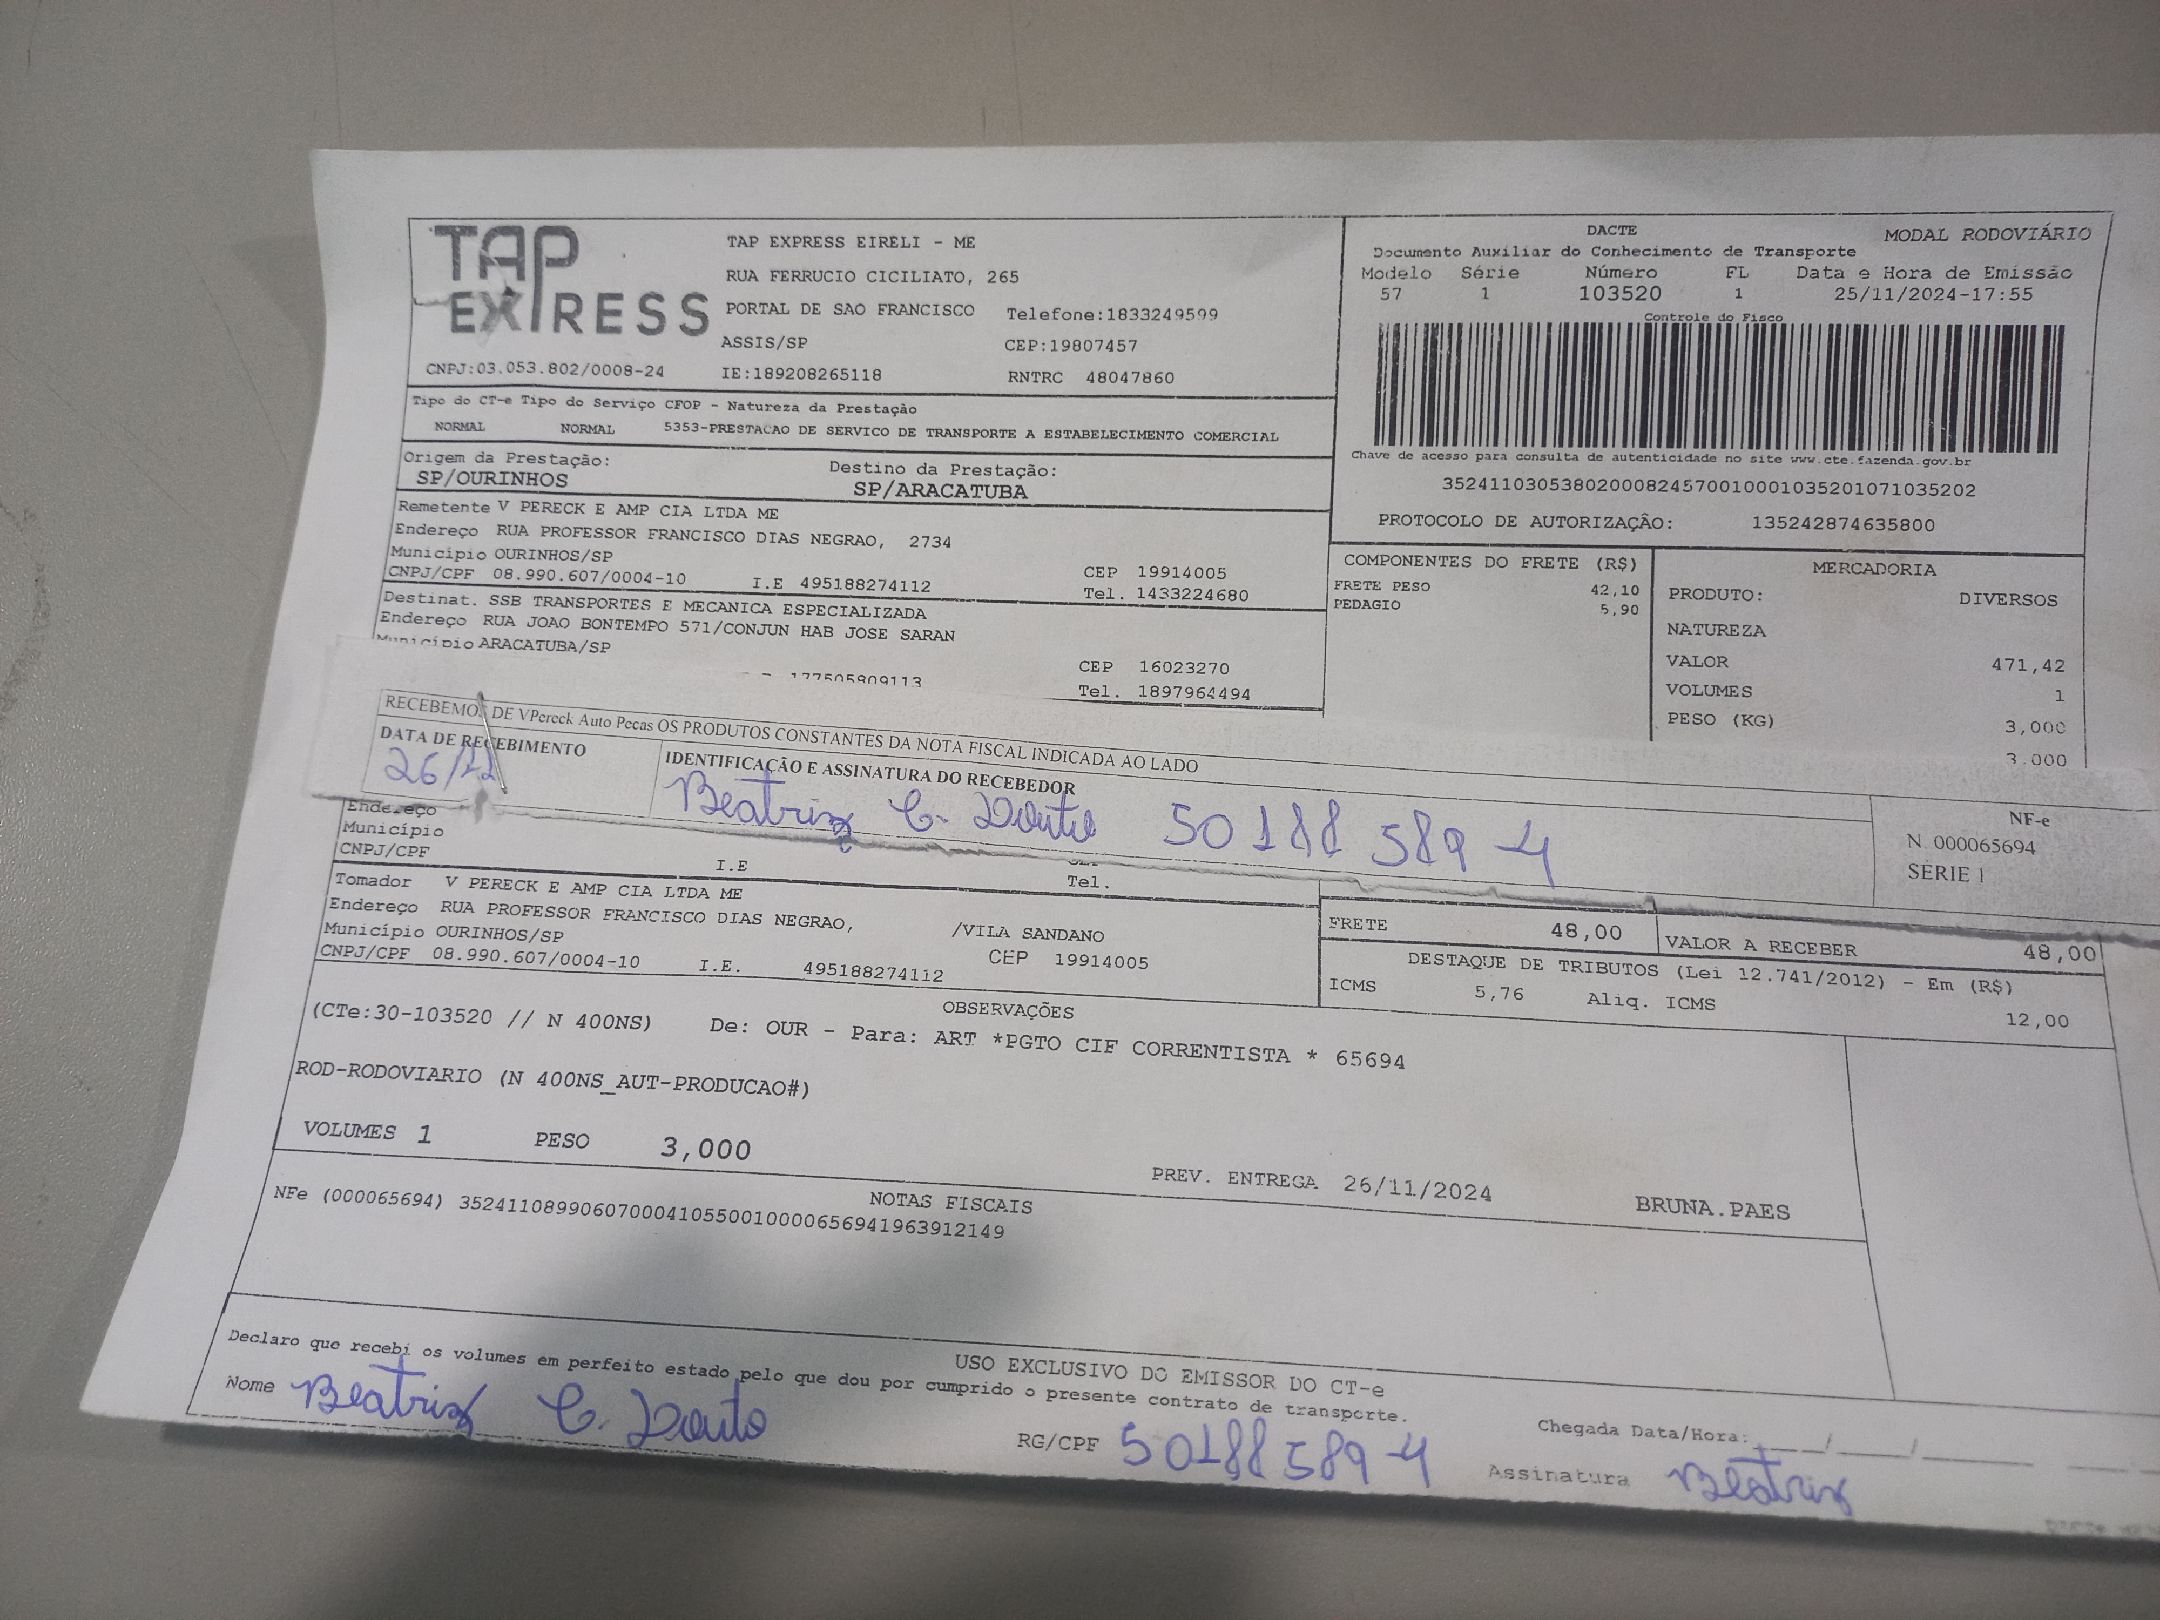 TAP EXPRESS
TAP EXPRESS EIRELI - ME
RUA FERRUCIO CICILIATO, 265
PORTAL DE SAO FRANCISCO Telefone:1833249599
ASSIS/SP CEP:19807457
CNPJ:03.053.802/0008-24 IE:189208265118 RNTRC 48047860
DACTE MODAL RODOVIÁRIO
Documento Auxiliar do Conhecimento de Transporte
Modelo Série Número FL Data e Hora de Emissão
57 1 103520 1 25/11/2024-17:55
Controle do Fisco
Chave de acesso para consulta de autenticidade no site www.cte.fazenda.gov.br
35241103053802000824570010001035201071035202
PROTOCOLO DE AUTORIZAÇÃO: 135242874635800
Tipo do CT-e Tipo do Serviço CFOP - Natureza da Prestação
NORMAL NORMAL 5353-PRESTACAO DE SERVICO DE TRANSPORTE A ESTABELECIMENTO COMERCIAL
Origem da Prestação: Destino da Prestação:
SP/OURINHOS SP/ARACATUBA
Remetente V PERECK E AMP CIA LTDA ME
Endereço RUA PROFESSOR FRANCISCO DIAS NEGRAO, 2734
Município OURINHOS/SP CEP 19914005
CNPJ/CPF 08.990.607/0004-10 I.E 495188274112 Tel. 1433224680
Destinat. SSB TRANSPORTES E MECANICA ESPECIALIZADA
Endereço RUA JOAO BONTEMPO 571/CONJUN HAB JOSE SARAN
Município ARACATUBA/SP CEP 16023270
177505809113 Tel. 1897964494
COMPONENTES DO FRETE (R$)
FRETE PESO 42,10
PEDAGIO 5,90
MERCADORIA
PRODUTO: DIVERSOS
NATUREZA
VALOR 471,42
VOLUMES 1
PESO (KG) 3,000
3.000
RECEBEMOS DE VPereck Auto Pecas OS PRODUTOS CONSTANTES DA NOTA FISCAL INDICADA AO LADO
DATA DE RECEBIMENTO IDENTIFICAÇÃO E ASSINATURA DO RECEBEDOR
26/11 Beatriz C. 50188589-4
NF-e
N 000065694
SÉRIE 1
Endereço
Município
CNPJ/CPF I.E Tel.
Tomador V PERECK E AMP CIA LTDA ME
Endereço RUA PROFESSOR FRANCISCO DIAS NEGRAO, /VILA SANDANO
Município OURINHOS/SP CEP 19914005
CNPJ/CPF 08.990.607/0004-10 I.E. 495188274112
FRETE 48,00 VALOR A RECEBER 48,00
DESTAQUE DE TRIBUTOS (Lei 12.741/2012) - Em (R$)
ICMS 5,76 Aliq. ICMS 12,00
OBSERVAÇÕES
(CTe:30-103520 // N 400NS) De: OUR - Para: ART *PGTO CIF CORRENTISTA * 65694
ROD-RODOVIARIO (N 400NS_AUT-PRODUCAO#)
VOLUMES 1 PESO 3,000 PREV. ENTREGA 26/11/2024 BRUNA.PAES
NOTAS FISCAIS
NFe (000065694) 35241108990607000410550010000656941963912149
USO EXCLUSIVO DO EMISSOR DO CT-e
Declaro que recebi os volumes em perfeito estado pelo que dou por cumprido o presente contrato de transporte.
Nome Beatriz C. RG/CPF 50188589-4 Chegada Data/Hora: / /
Assinatura Beatriz